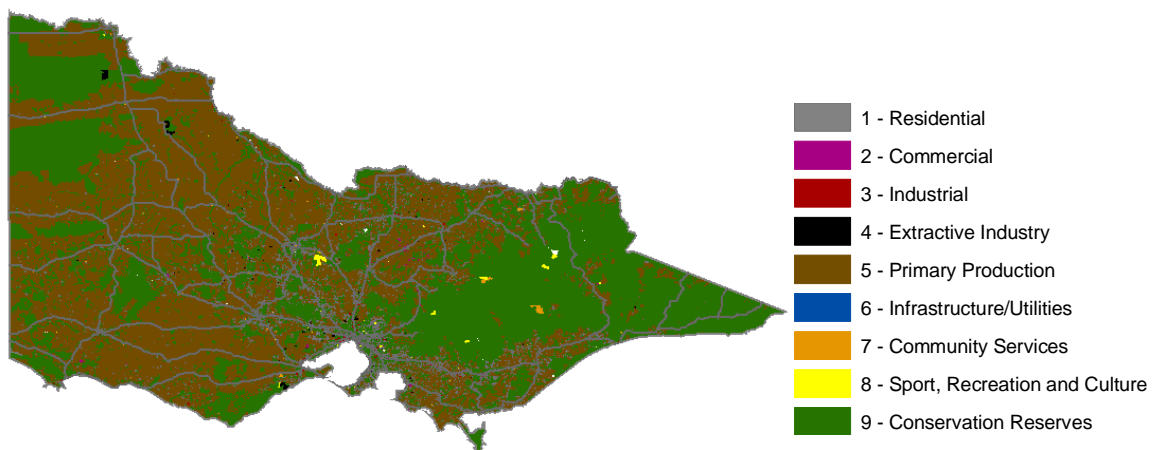 1 - Residential
2 - Commercial
3 - Industrial
4 - Extractive Industry
5 - Primary Production
6 - Infrastructure/Utilities
7 - Community Services
8 - Sport, Recreation and Culture
9 - Conservation Reserves